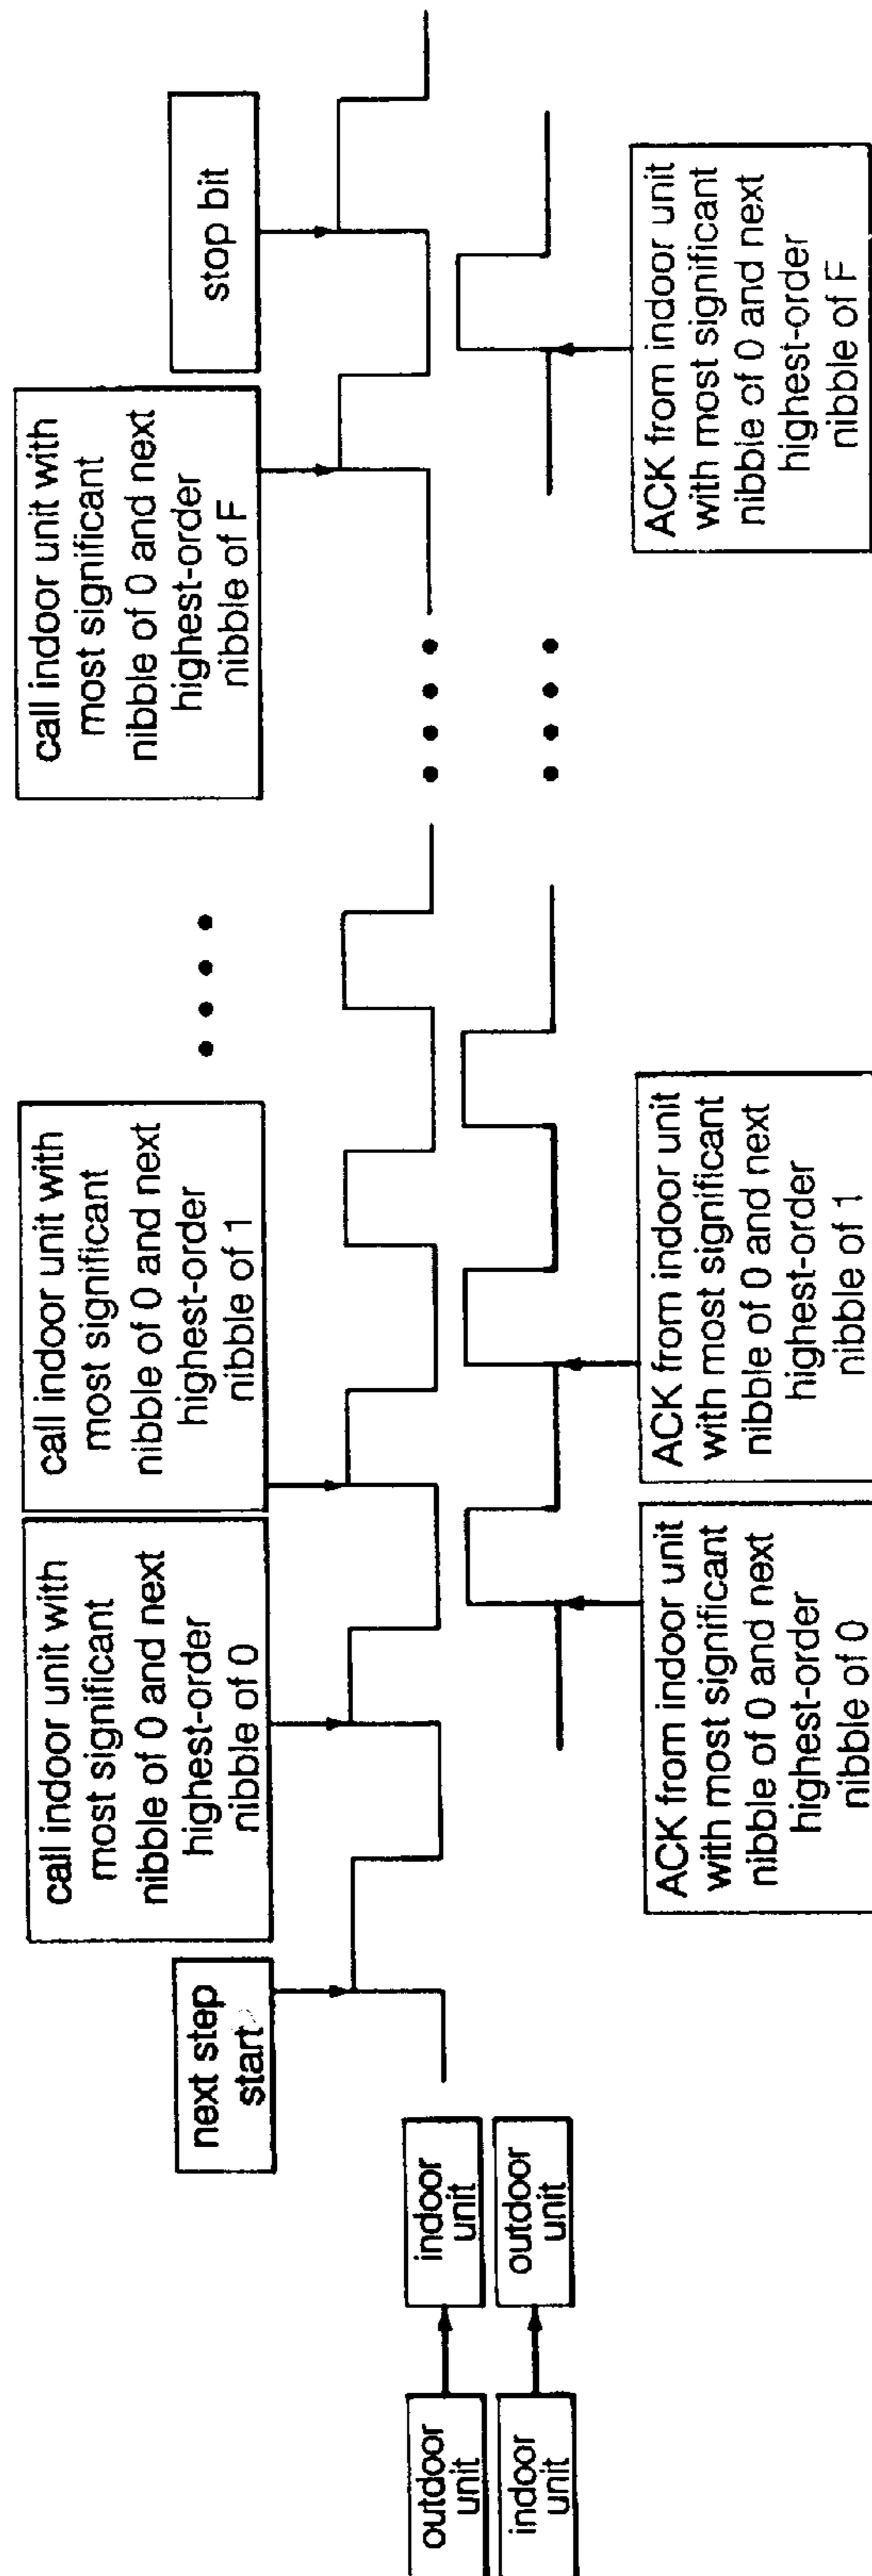 outdoor
unit
indoor
unit
indoor
unit
outdoor
unit
next step
start
call indoor unit with
most significant
nibble of 0 and next
highest-order
nibble of 0
call indoor unit with
most significant
nibble of 0 and next
highest-order
nibble of 1
call indoor unit with
most significant
nibble of 0 and next
highest-order
nibble of F
stop bit
ACK from indoor unit
with most significant
nibble of 0 and next
highest-order
nibble of 0
ACK from indoor unit
with most significant
nibble of 0 and next
highest-order
nibble of 1
ACK from indoor unit
with most significant
nibble of 0 and next
highest-order
nibble of F